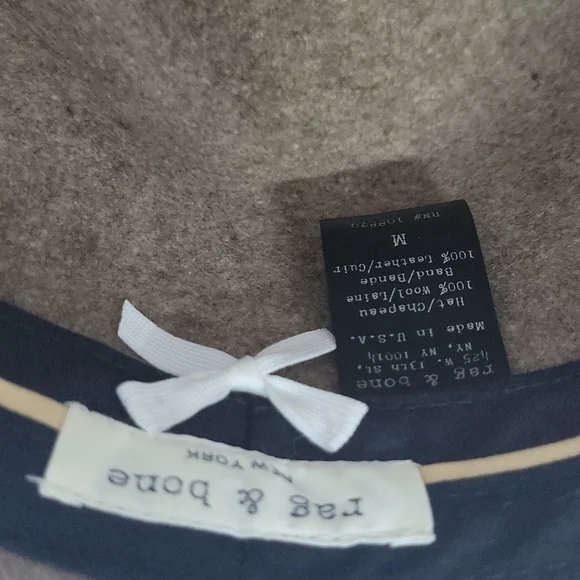 rag & bone
425 W. 13th st,
NY, NY 10014
Made in U.S.A.
Hat/Chapeau
100% Wool/Laine
Band/Bande
100% Leather/Cuir
M
RN# 108879
rag & bone
NEW YORK